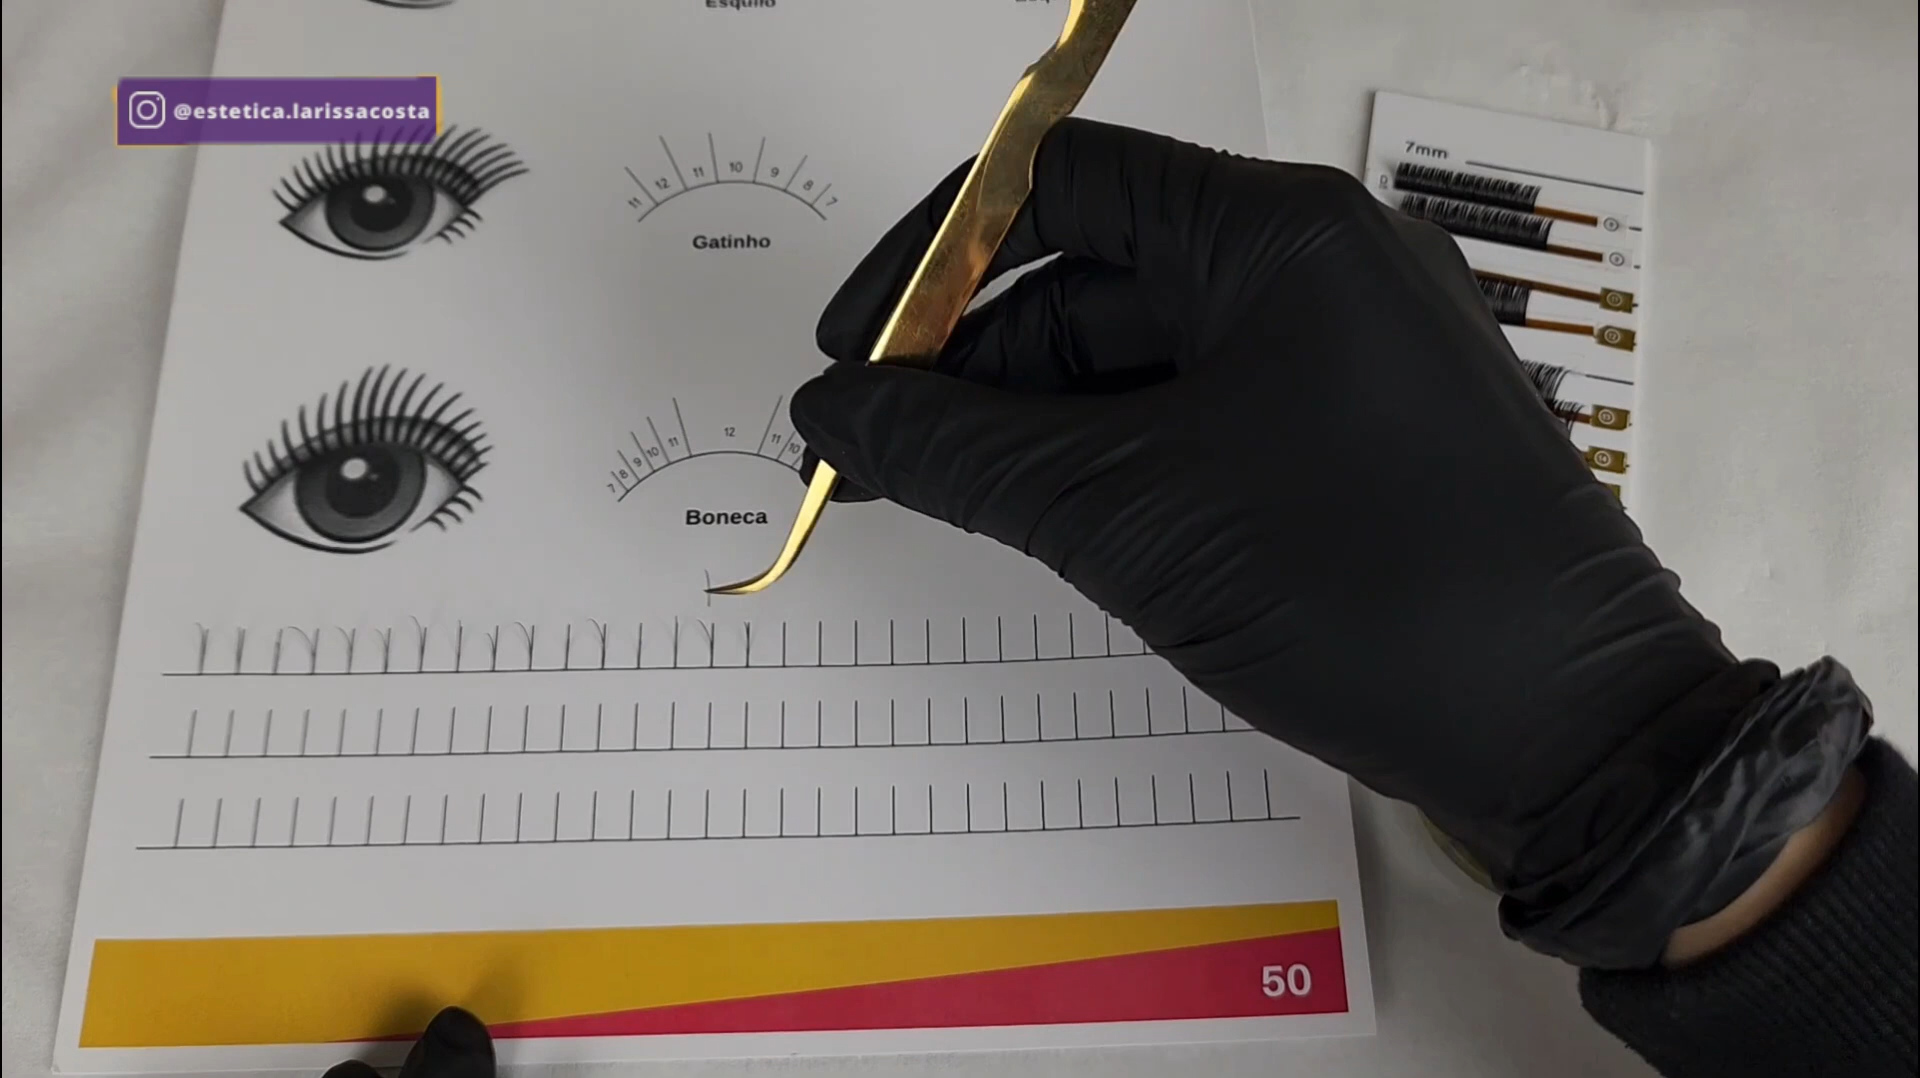 Esquilo
@estetica.larissacosta
7mm
11 12 11 10 9 8 7
Gatinho
7 8 9 10 11 12 11 10
Boneca
50